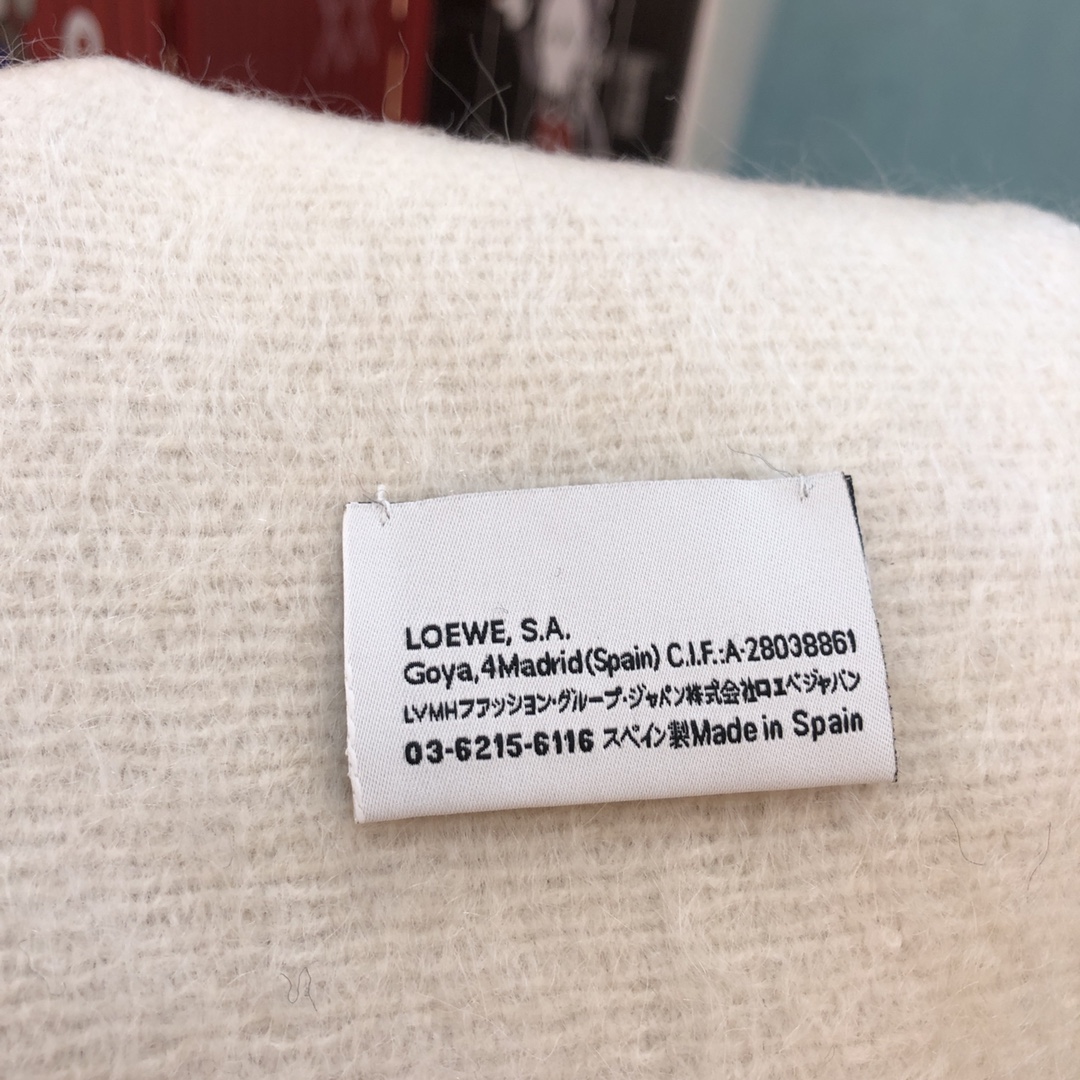 LOEWE, S.A.
Goya,4Madrid(Spain) C.I.F.:A-28038861
LVMHファッション・グループ・ジャパン株式会社ロエベジャパン
03-6215-6116 スペイン製Made in Spain